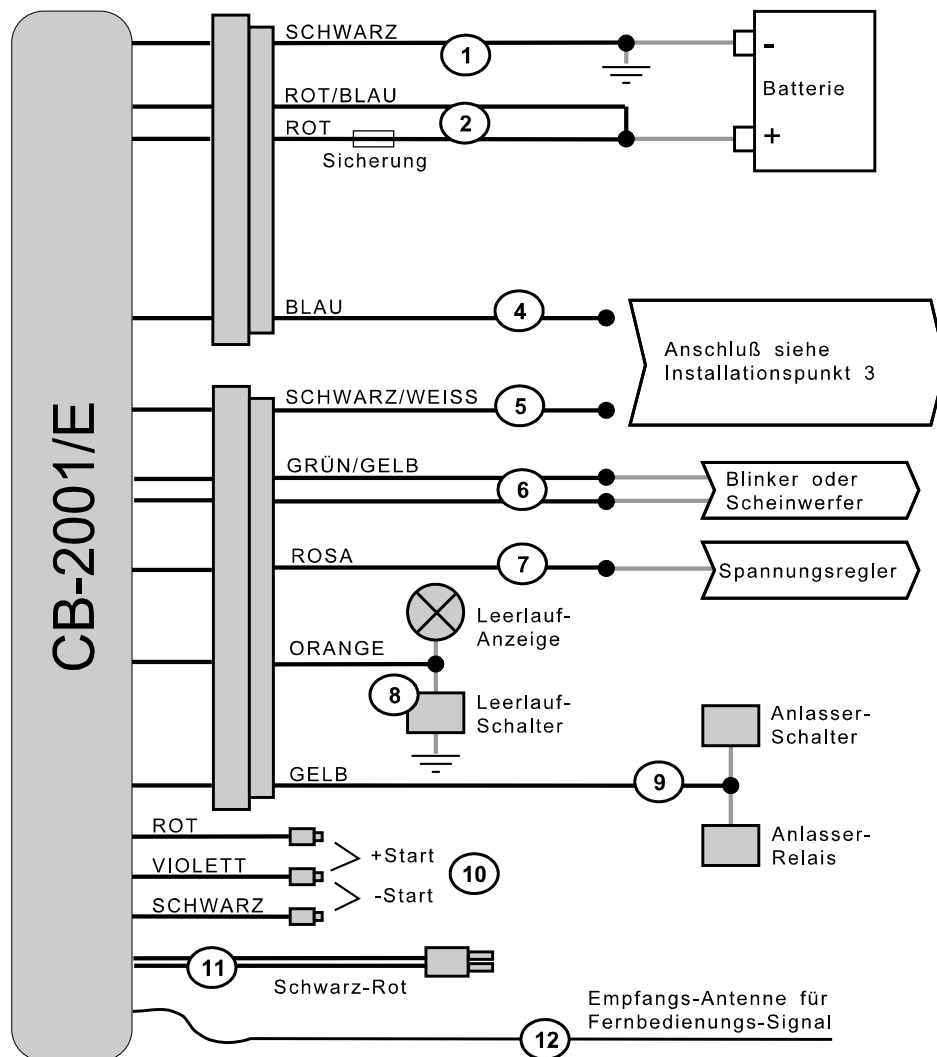 CB-2001/E
SCHWARZ
1
-
Batterie
ROT/BLAU
2
ROT
+
Sicherung
BLAU
4
Anschluß siehe
Installationspunkt 3
SCHWARZ/WEISS
5
GRÜN/GELB
6
Blinker oder
Scheinwerfer
ROSA
7
Spannungsregler
Leerlauf-
Anzeige
ORANGE
8
Leerlauf-
Schalter
Anlasser-
Schalter
GELB
9
Anlasser-
Relais
ROT
+Start
VIOLETT
10
-Start
SCHWARZ
11
Schwarz-Rot
Empfangs-Antenne für
Fernbedienungs-Signal
12